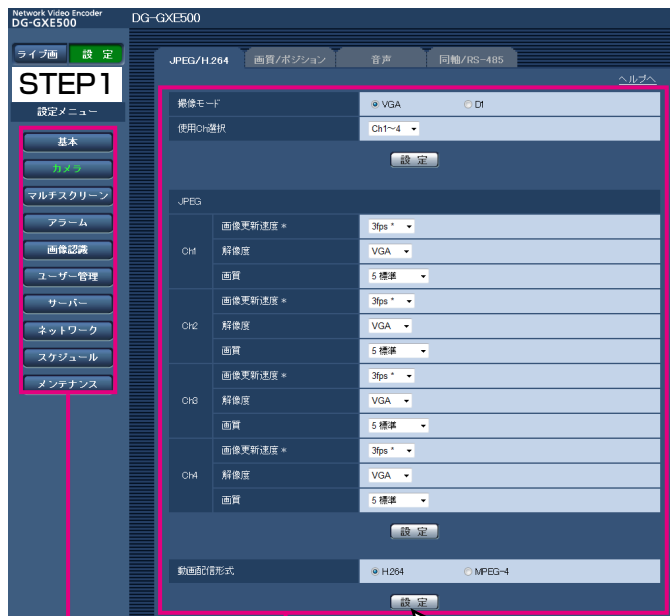 Network Video Encoder
DG-GXE500
DG-GXE500
ライブ画
設 定
STEP1
設定メニュー
基本
カメラ
マルチスクリーン
アラーム
画像認識
ユーザー管理
サーバー
ネットワーク
スケジュール
メンテナンス
JPEG/H.264
画質/ポジション
音声
同軸/RS-485
ヘルプへ
撮像モード
VGA
D1
使用Ch選択
Ch1~4
設 定
JPEG
Ch1
画像更新速度 *
3fps *
解像度
VGA
画質
5 標準
Ch2
画像更新速度 *
3fps *
解像度
VGA
画質
5 標準
Ch3
画像更新速度 *
3fps *
解像度
VGA
画質
5 標準
Ch4
画像更新速度 *
3fps *
解像度
VGA
画質
5 標準
設 定
動画配信形式
H.264
MPEG-4
設 定